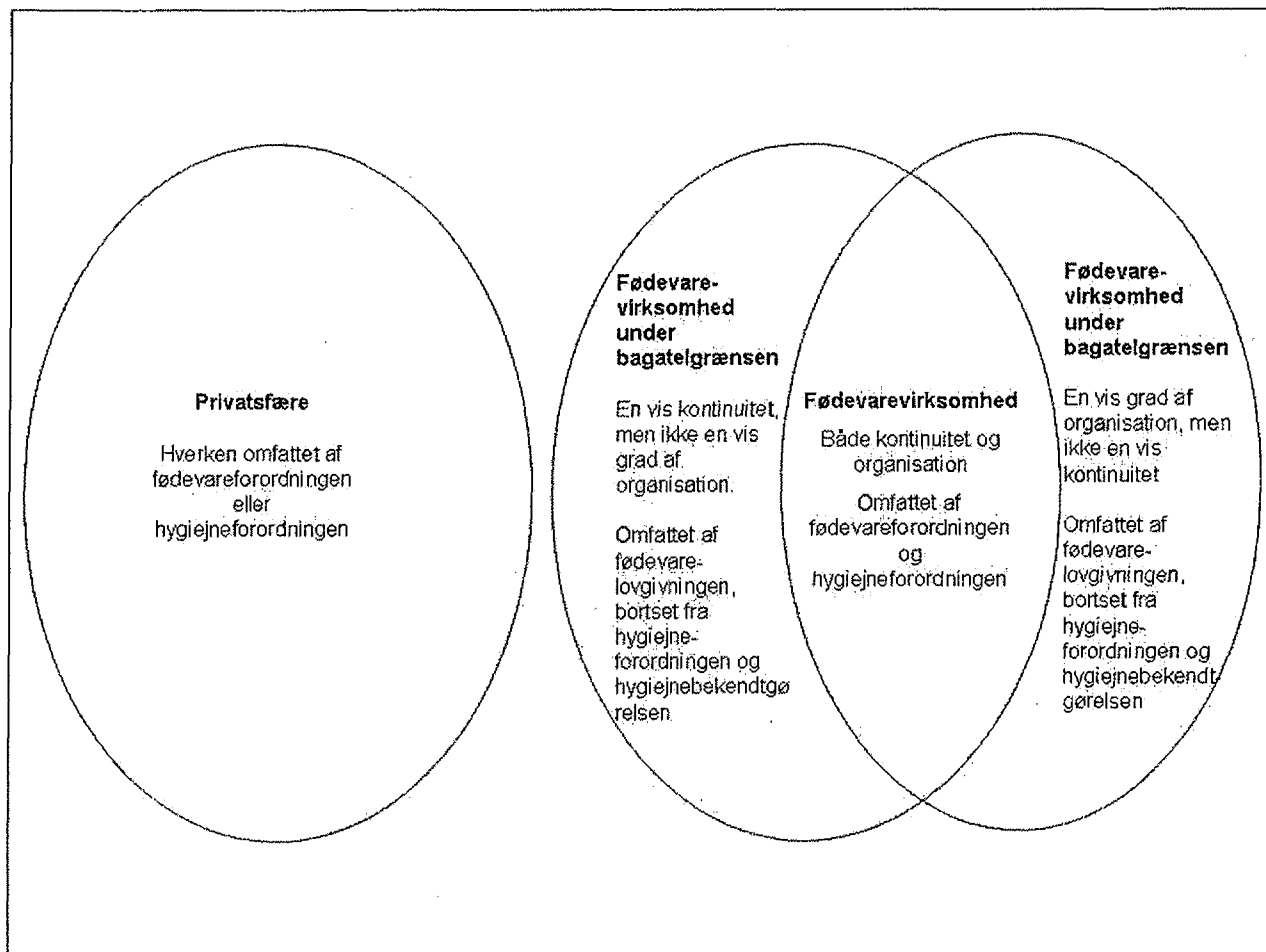 Privatsfære
Hverken omfattet af
fødevareforordningen
eller
hygiejneforordningen
Fødevare-
virksomhed
under
bagatelgrænsen
En vis kontinuitet,
men ikke en vis
grad af
organisation.
Omfattet af
fødevare-
lovgivningen,
bortset fra
hygiejne-
forordningen og
hygiejnebekendtgø
relsen
Fødevarevirksomhed
Både kontinuitet og
organisation
Omfattet af
fødevareforordningen
og
hygiejneforordningen
Fødevare-
virksomhed
under
bagatelgrænsen
En vis grad af
organisation, men
ikke en vis
kontinuitet
Omfattet af
fødevare-
lovgivningen,
bortset fra
hygiejne-
forordningen og
hygiejnebekendt-
gørelsen